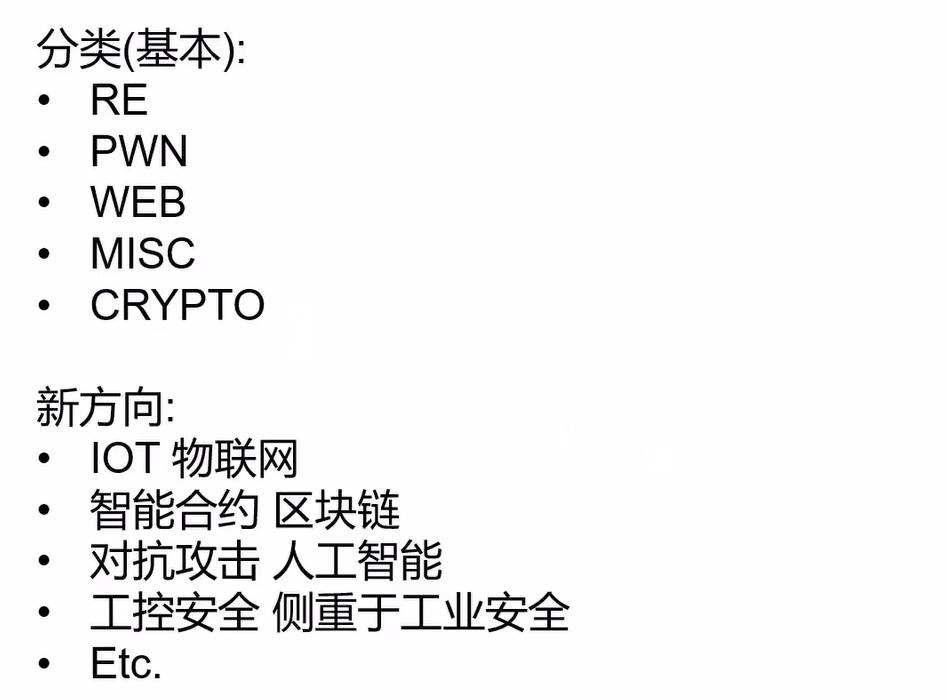 分类(基本):
• RE
• PWN
• WEB
• MISC
• CRYPTO
新方向:
• IOT 物联网
• 智能合约 区块链
• 对抗攻击 人工智能
• 工控安全 侧重于工业安全
• Etc.